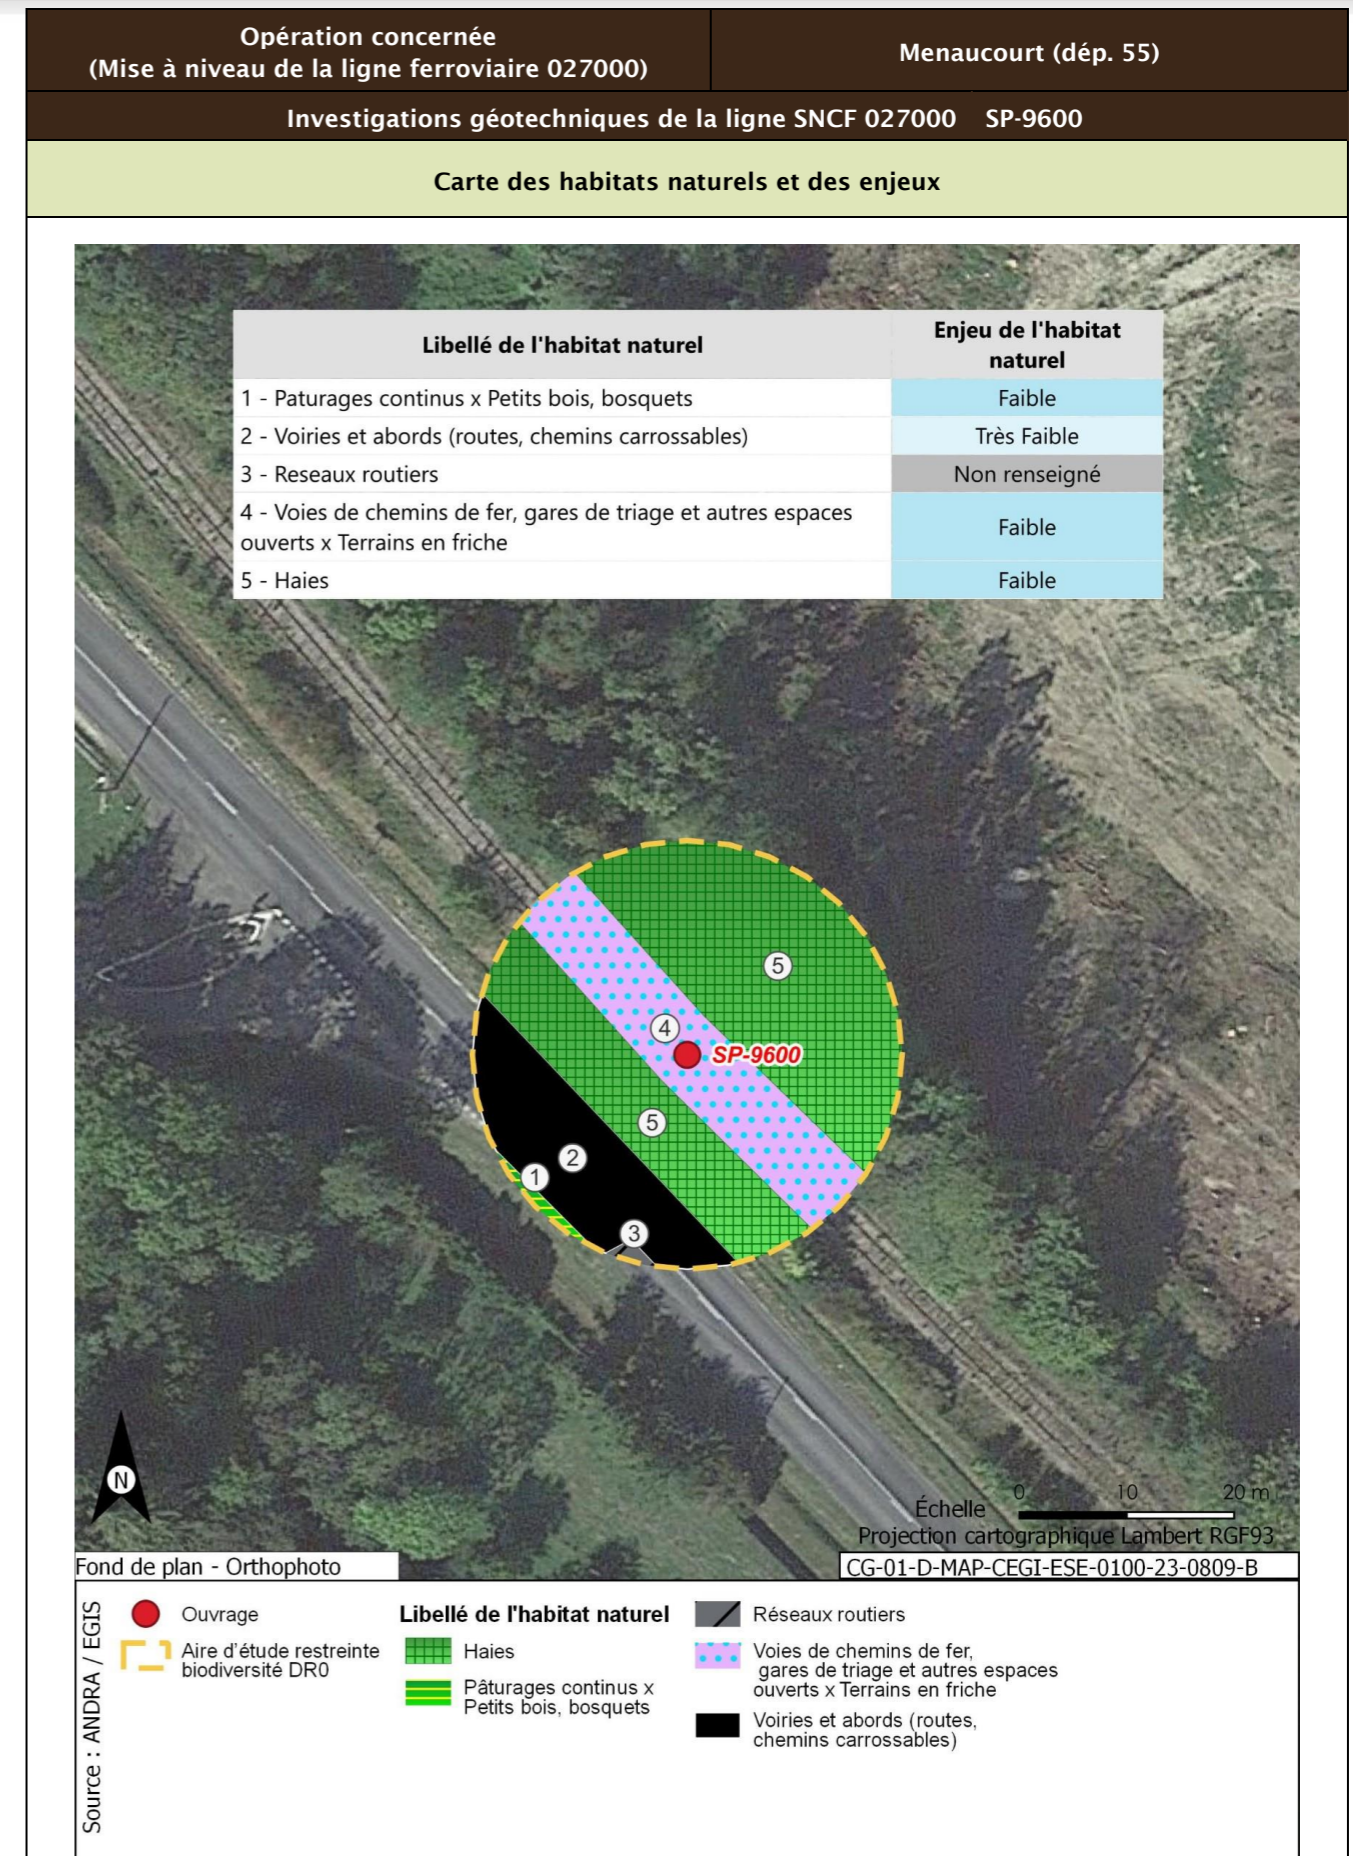 Opération concernée
(Mise à niveau de la ligne ferroviaire 027000)
Menaucourt (dép. 55)
Investigations géotechniques de la ligne SNCF 027000 SP-9600
Carte des habitats naturels et des enjeux
Libellé de l'habitat naturel
Enjeu de l'habitat
naturel
1 - Paturages continus x Petits bois, bosquets
Faible
2 - Voiries et abords (routes, chemins carrossables)
Très Faible
3 - Reseaux routiers
Non renseigné
4 - Voies de chemins de fer, gares de triage et autres espaces
ouverts x Terrains en friche
Faible
5 - Haies
Faible
5
4
SP-9600
5
2
1
3
N
0 10 20 m
Échelle
Projection cartographique Lambert RGF93
Fond de plan - Orthophoto
CG-01-D-MAP-CEGI-ESE-0100-23-0809-B
Source : ANDRA / EGIS
Ouvrage
Aire d'étude restreinte
biodiversité DR0
Libellé de l'habitat naturel
Haies
Pâturages continus x
Petits bois, bosquets
Réseaux routiers
Voies de chemins de fer,
gares de triage et autres espaces
ouverts x Terrains en friche
Voiries et abords (routes,
chemins carrossables)